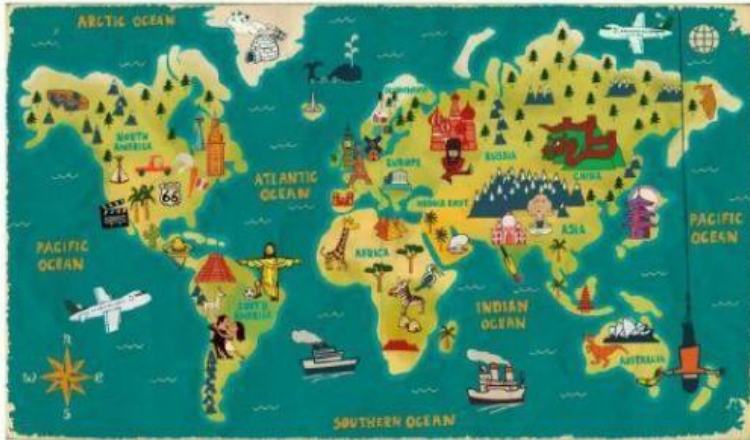 ARCTIC OCEAN
NORTH
AMERICA
66
ATLANTIC
OCEAN
EUROPE
RUSSIA
CHINA
MIDDLE EAST
ASIA
PACIFIC
OCEAN
PACIFIC
OCEAN
AFRICA
SOUTH
AMERICA
INDIAN
OCEAN
AUSTRALIA
n
w e
s
SOUTHERN OCEAN